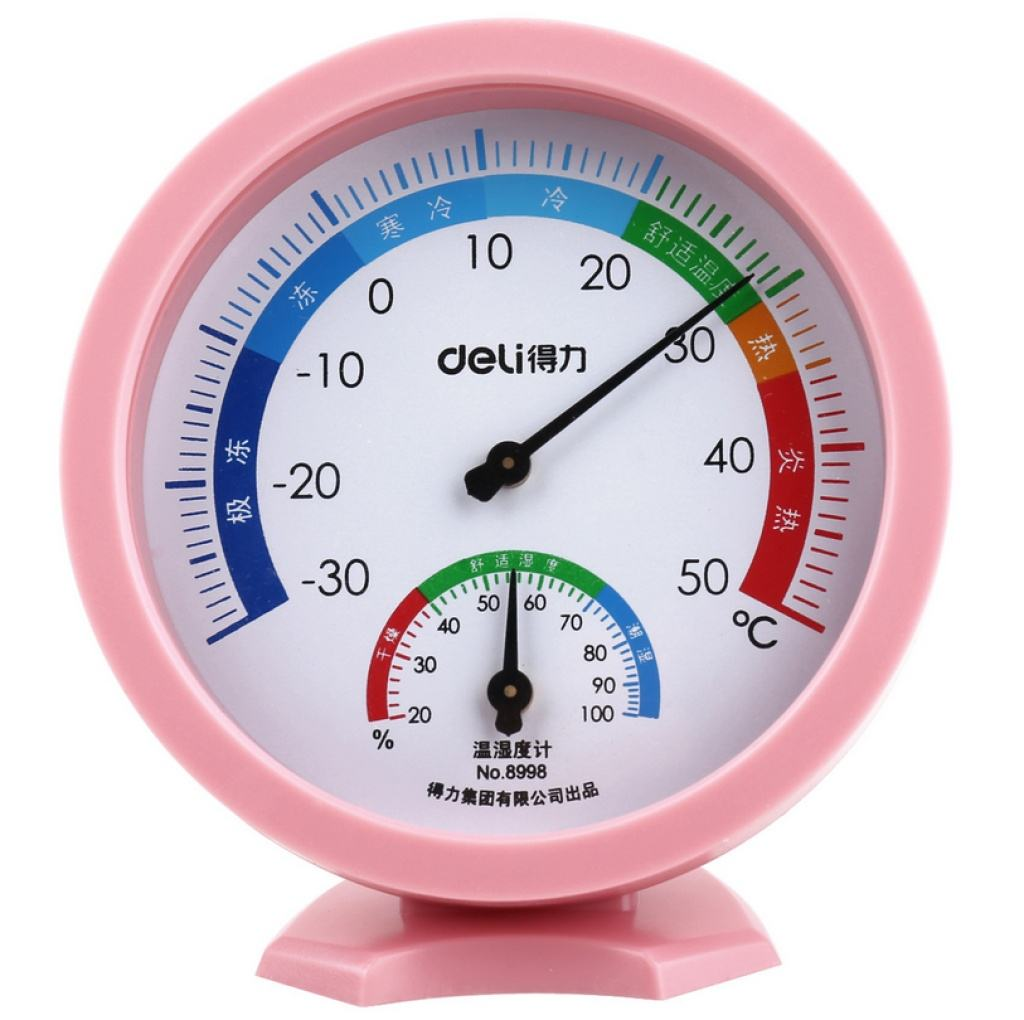 冷
寒冷
舒适温度
冻
10
20
0
deli得力
30
热
-10
极冻
-20
40
炎热
-30
50
°C
舒适湿度
50
60
40
70
干燥
潮湿
30
80
90
20
100
%
温湿度计
No.8998
得力集团有限公司出品